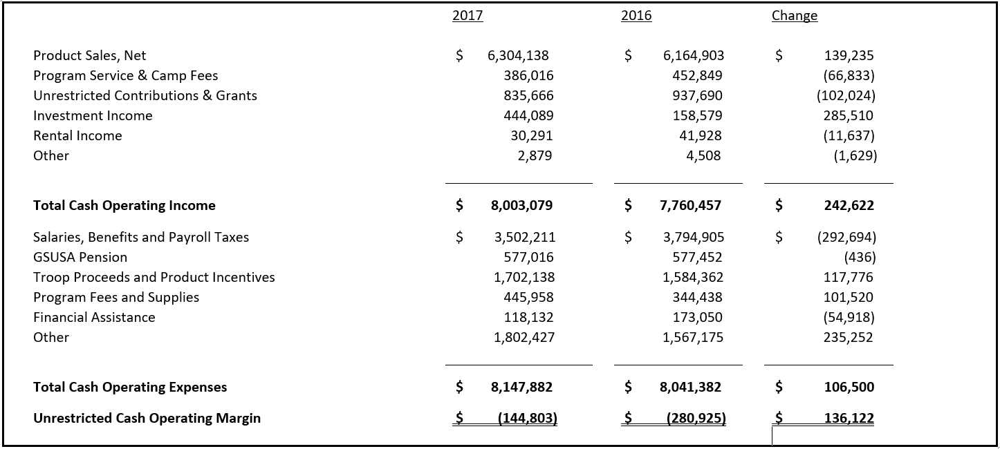 2017 2016 Change
Product Sales, Net $ 6,304,138 $ 6,164,903 $ 139,235
Program Service & Camp Fees 386,016 452,849 (66,833)
Unrestricted Contributions & Grants 835,666 937,690 (102,024)
Investment Income 444,089 158,579 285,510
Rental Income 30,291 41,928 (11,637)
Other 2,879 4,508 (1,629)
Total Cash Operating Income $ 8,003,079 $ 7,760,457 $ 242,622
Salaries, Benefits and Payroll Taxes $ 3,502,211 $ 3,794,905 $ (292,694)
GSUSA Pension 577,016 577,452 (436)
Troop Proceeds and Product Incentives 1,702,138 1,584,362 117,776
Program Fees and Supplies 445,958 344,438 101,520
Financial Assistance 118,132 173,050 (54,918)
Other 1,802,427 1,567,175 235,252
Total Cash Operating Expenses $ 8,147,882 $ 8,041,382 $ 106,500
Unrestricted Cash Operating Margin $ (144,803) $ (280,925) $ 136,122